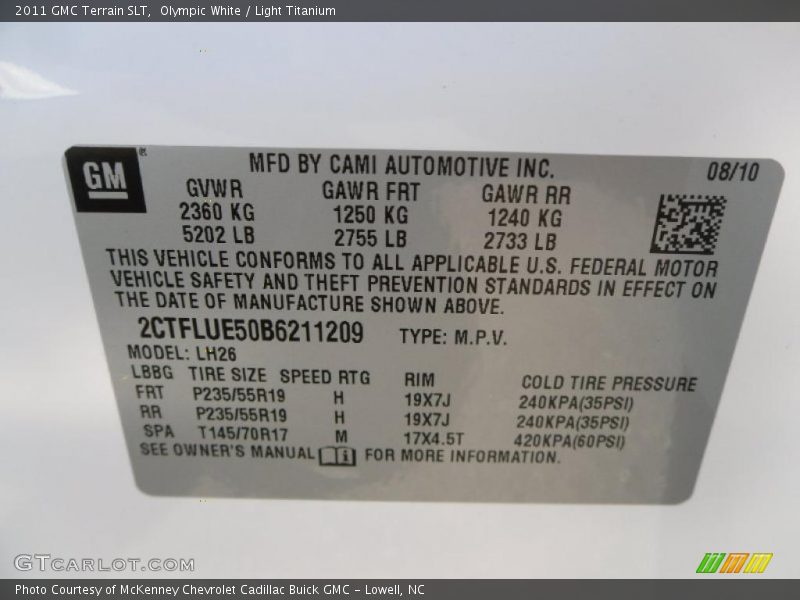 2011 GMC Terrain SLT,  Olympic White / Light Titanium
GM®
MFD BY CAMI AUTOMOTIVE INC. 08/10
GVWR GAWR FRT GAWR RR
2360 KG 1250 KG 1240 KG
5202 LB 2755 LB 2733 LB
THIS VEHICLE CONFORMS TO ALL APPLICABLE U.S. FEDERAL MOTOR
VEHICLE SAFETY AND THEFT PREVENTION STANDARDS IN EFFECT ON
THE DATE OF MANUFACTURE SHOWN ABOVE.
2CTFLUE50B6211209 TYPE: M.P.V.
MODEL: LH26
LBBG TIRE SIZE SPEED RTG RIM COLD TIRE PRESSURE
FRT P235/55R19 H 19X7J 240KPA(35PSI)
RR P235/55R19 H 19X7J 240KPA(35PSI)
SPA T145/70R17 M 17X4.5T 420KPA(60PSI)
SEE OWNER'S MANUAL i FOR MORE INFORMATION.
GTCARLOT.COM
Photo Courtesy of McKenney Chevrolet Cadillac Buick GMC - Lowell, NC